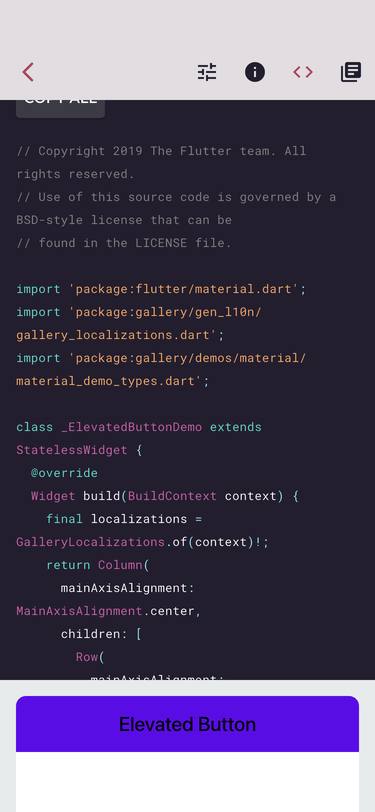 COPY ALL
// Copyright 2019 The Flutter team. All
rights reserved.
// Use of this source code is governed by a
BSD-style license that can be
// found in the LICENSE file.
import 'package:flutter/material.dart';
import 'package:gallery/gen_l10n/
gallery_localizations.dart';
import 'package:gallery/demos/material/
material_demo_types.dart';
class _ElevatedButtonDemo extends
StatelessWidget {
  @override
  Widget build(BuildContext context) {
    final localizations =
GalleryLocalizations.of(context)!;
    return Column(
      mainAxisAlignment:
MainAxisAlignment.center,
      children: [
        Row(
          mainAxisAlignment:
Elevated Button